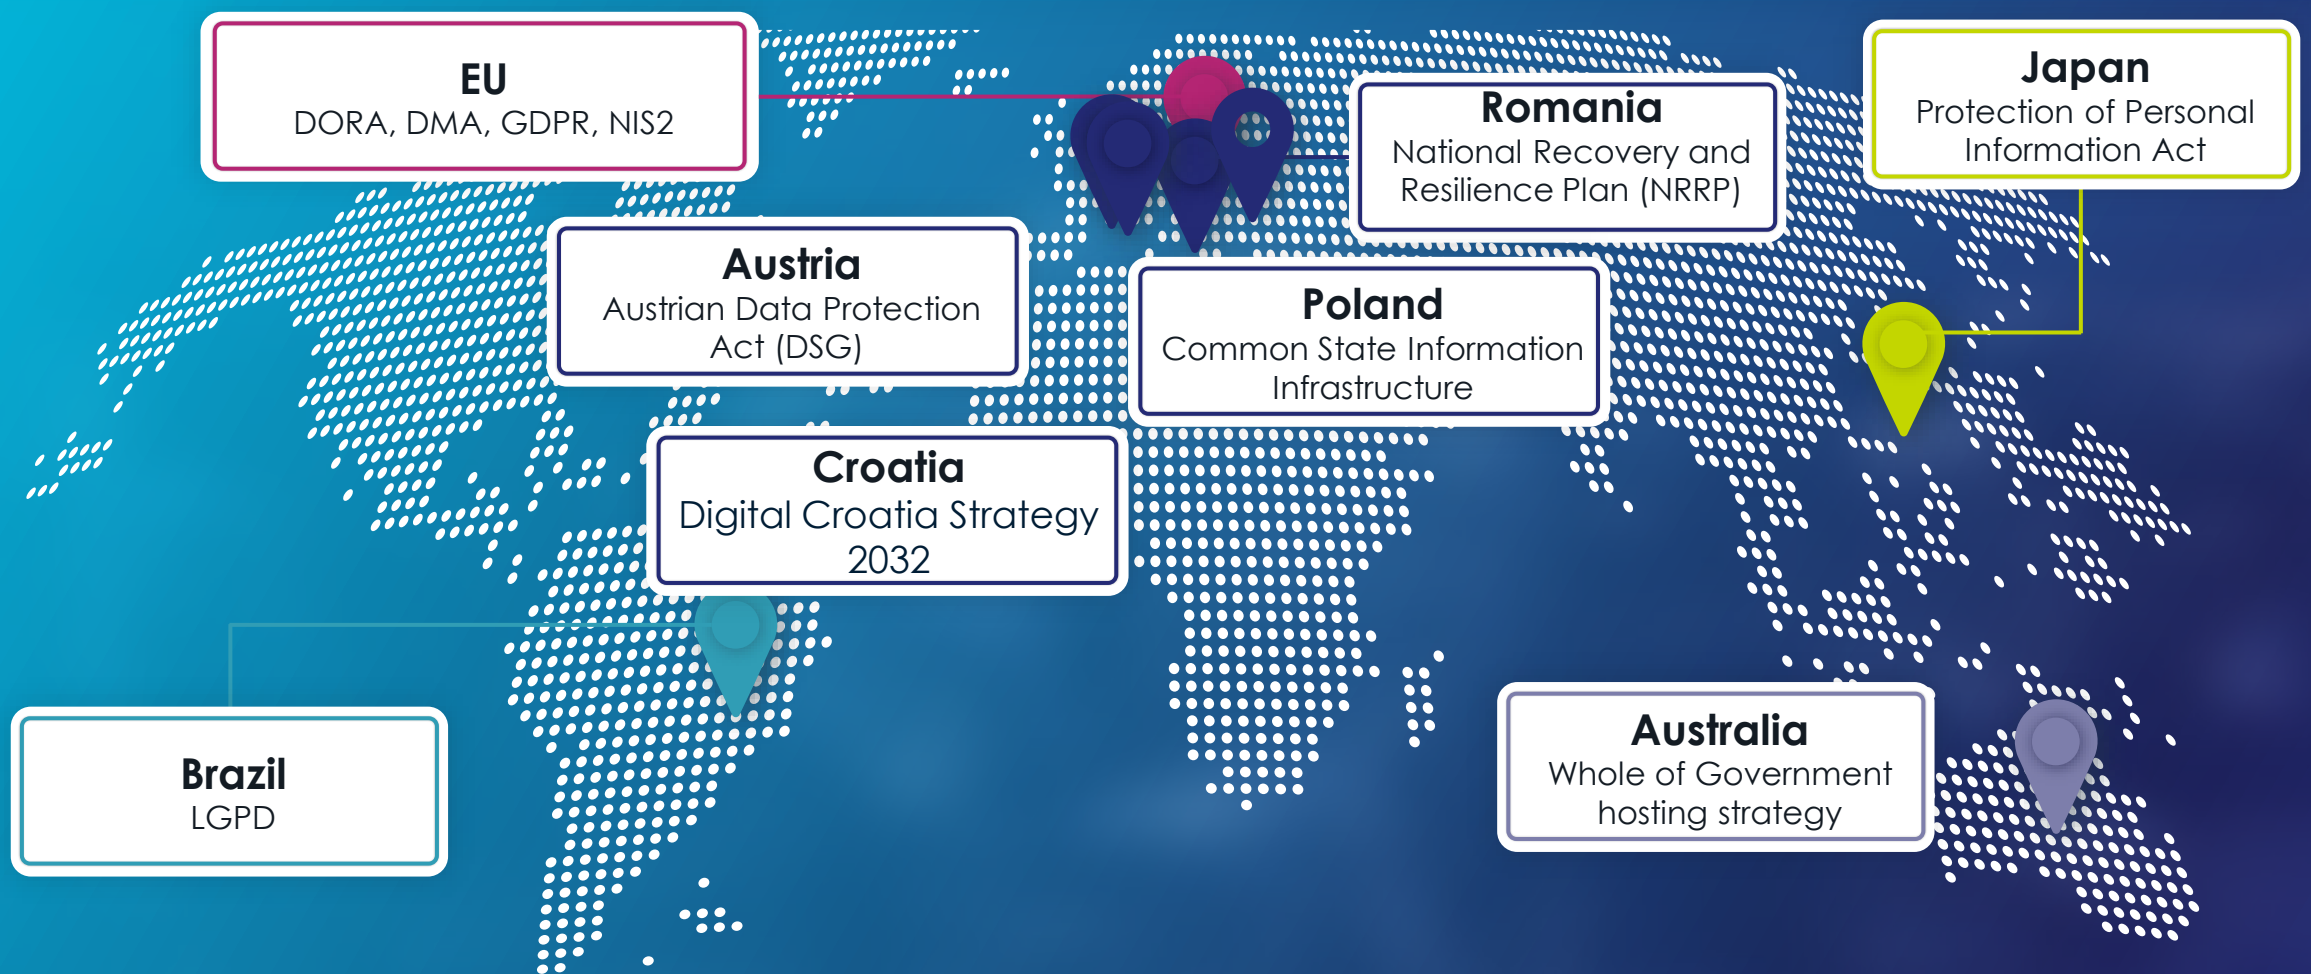 EU
DORA, DMA, GDPR, NIS2
Romania
National Recovery and
Resilience Plan (NRRP)
Japan
Protection of Personal
Information Act
Austria
Austrian Data Protection
Act (DSG)
Poland
Common State Information
Infrastructure
Croatia
Digital Croatia Strategy
2032
Brazil
LGPD
Australia
Whole of Government
hosting strategy